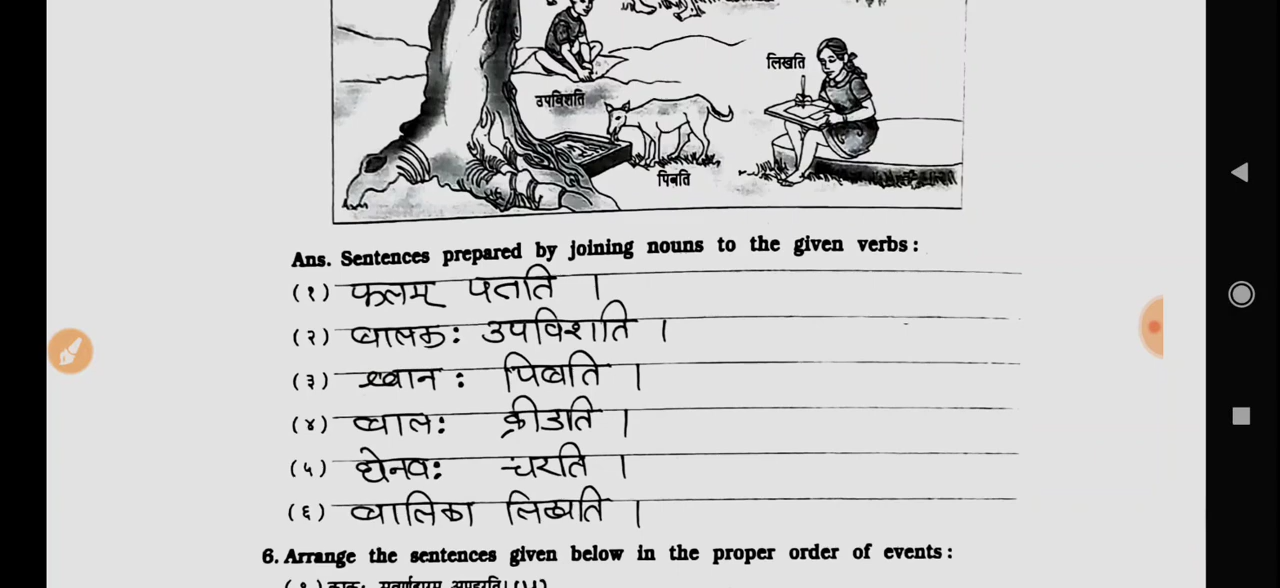 लिखति
उपविशति
पिबति
Ans. Sentences prepared by joining nouns to the given verbs :
(१) फलम् पतति ।
(२) बालकः उपविशति ।
(३) श्वानः पिबति ।
(४) बालः क्रीडति ।
(५) धेनवः चरति ।
(६) बालिका लिखति ।
6. Arrange the sentences given below in the proper order of events :
(१) काकः